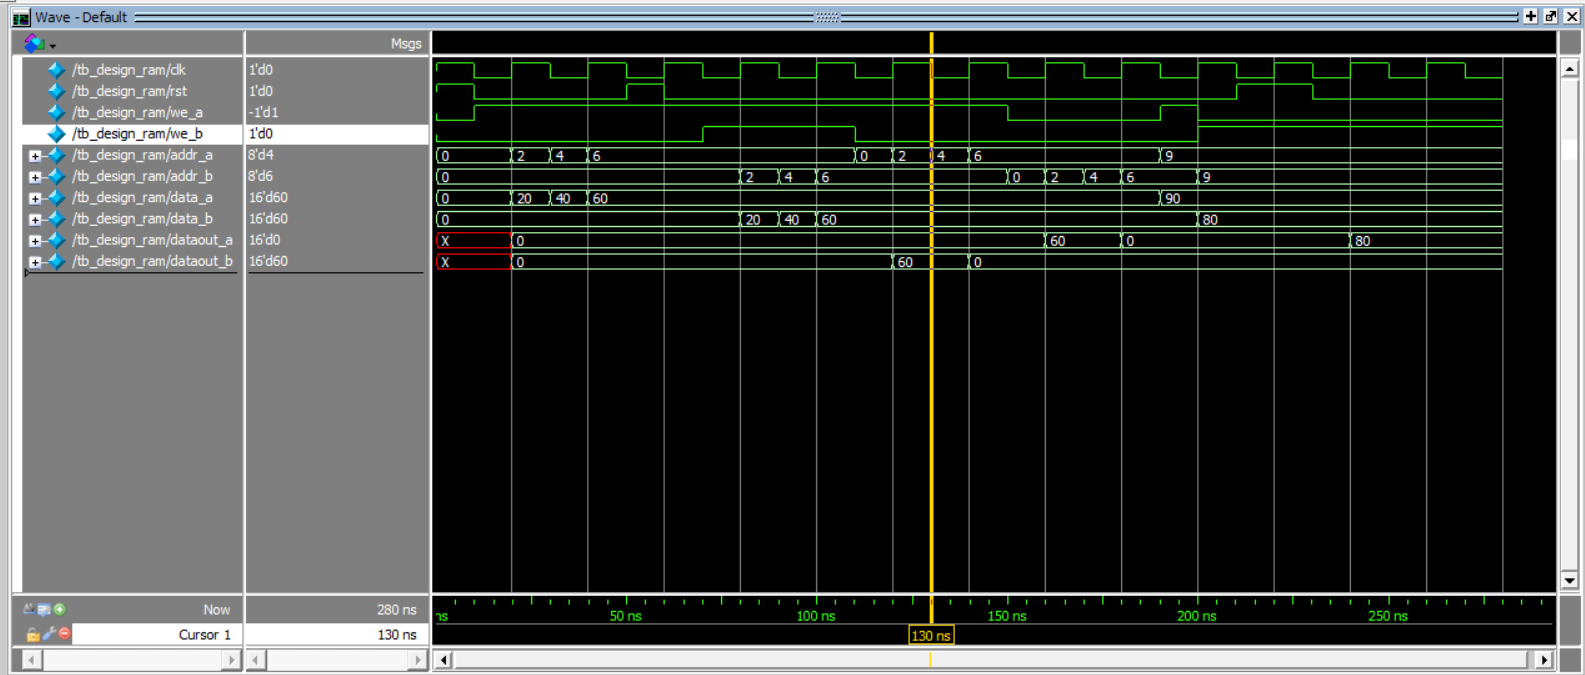 Wave - Default
Msgs
/tb_design_ram/clk 1'd0
/tb_design_ram/rst 1'd0
/tb_design_ram/we_a -1'd1
/tb_design_ram/we_b 1'd0
/tb_design_ram/addr_a 8'd4 0 2 4 6 0 2 4 6 9
/tb_design_ram/addr_b 8'd6 0 2 4 6 0 2 4 6 9
/tb_design_ram/data_a 16'd60 0 20 40 60 90
/tb_design_ram/data_b 16'd60 0 20 40 60 80
/tb_design_ram/dataout_a 16'd0 X 0 60 0 80
/tb_design_ram/dataout_b 16'd60 X 0 60 0
Now 280 ns ns 50 ns 100 ns 150 ns 200 ns 250 ns
Cursor 1 130 ns 130 ns